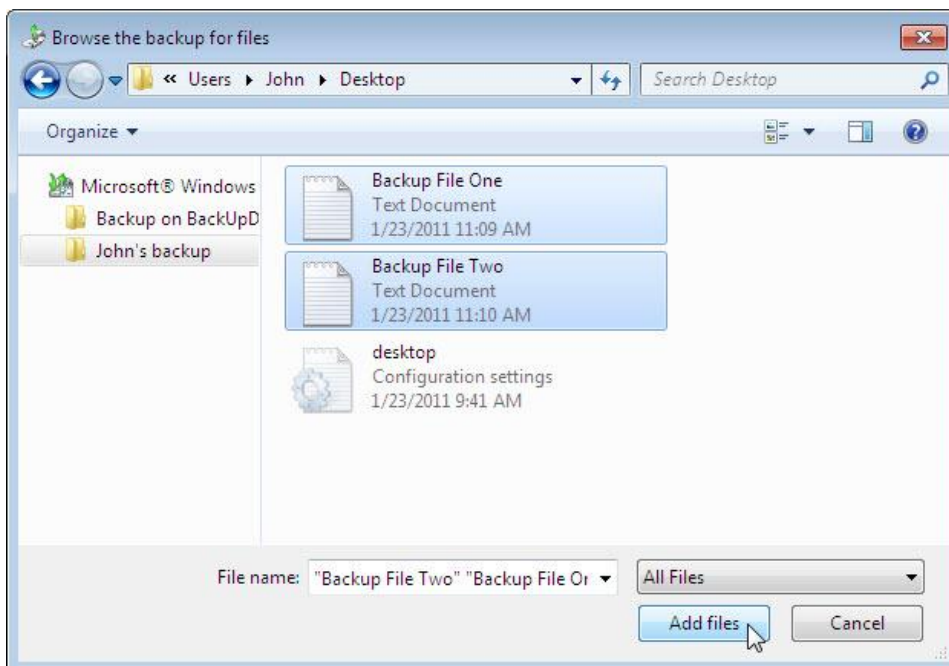 Browse the backup for files
« Users ▸ John ▸ Desktop
Search Desktop
Organize
Microsoft® Windows
Backup on BackUpD
John's backup
Backup File One
Text Document
1/23/2011 11:09 AM
Backup File Two
Text Document
1/23/2011 11:10 AM
desktop
Configuration settings
1/23/2011 9:41 AM
File name: "Backup File Two" "Backup File Or
All Files
Add files
Cancel